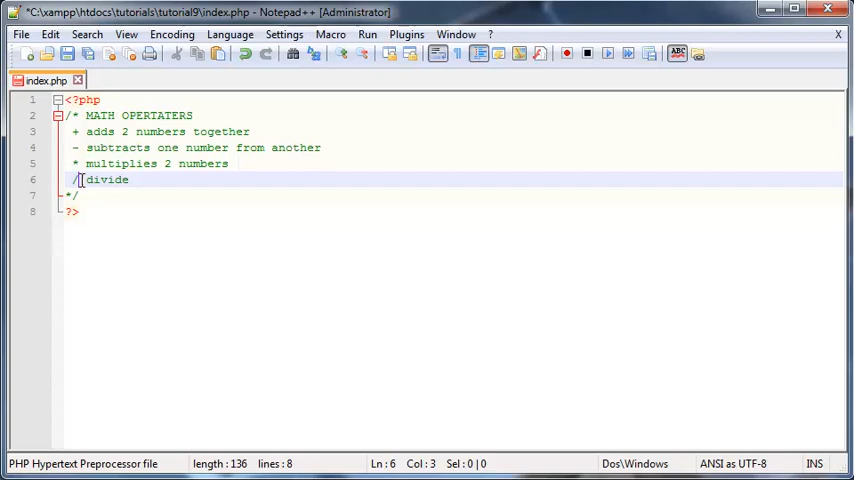 *C:\xampp\htdocs\tutorials\tutorial9\index.php - Notepad++ [Administrator]
File Edit Search View Encoding Language Settings Macro Run Plugins Window ? X
ABC
index.php
1 <?php
2 /* MATH OPERTATERS
3 + adds 2 numbers together
4 - subtracts one number from another
5 * multiplies 2 numbers
6 / divide
7 */
8 ?>
PHP Hypertext Preprocessor file length : 136 lines : 8 Ln : 6 Col : 3 Sel : 0 | 0 Dos\Windows ANSI as UTF-8 INS